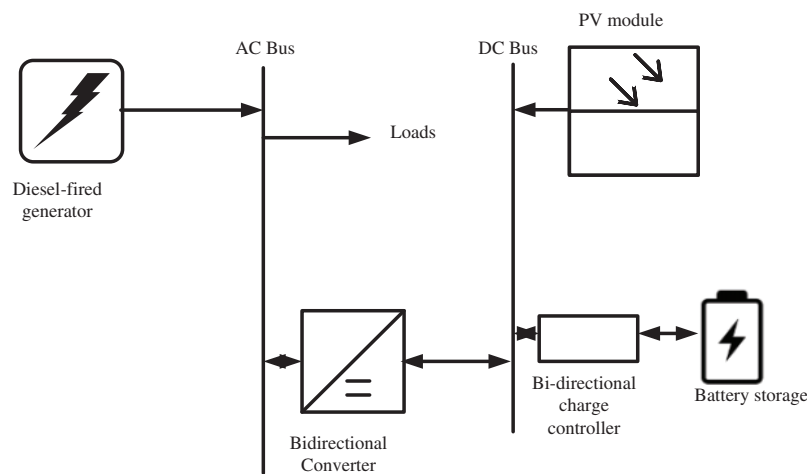 PV module
AC Bus
DC Bus
Loads
Diesel-fired
generator
Bidirectional
Converter
Bi-directional
charge
controller
Battery storage